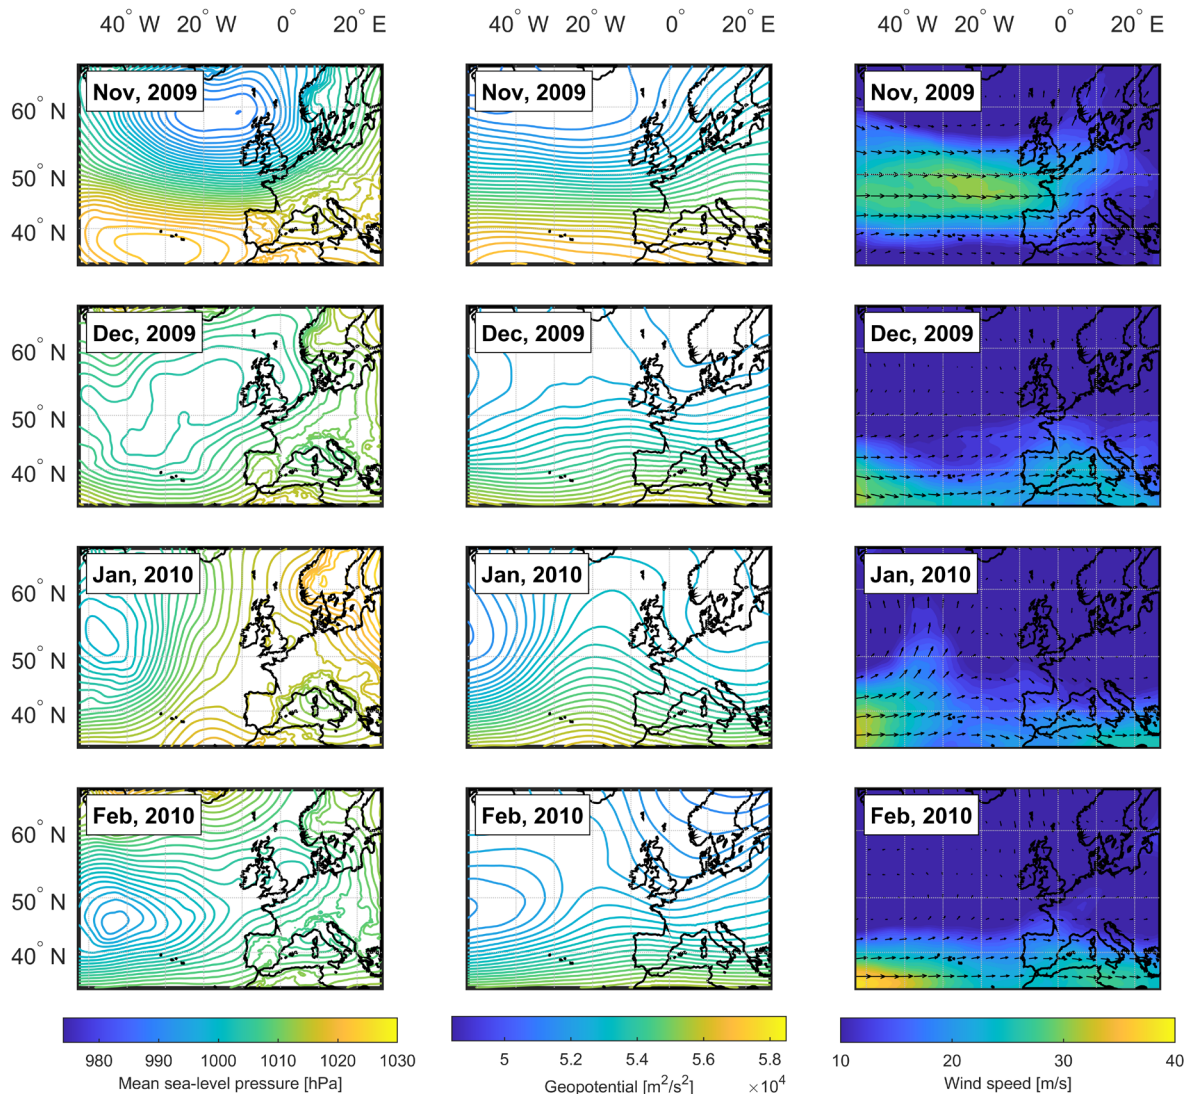 40° W 20° W 0° 20° E 40° W 20° W 0° 20° E 40° W 20° W 0° 20° E
60° N Nov, 2009 Nov, 2009 Nov, 2009
50° N
40° N
60° N Dec, 2009 Dec, 2009 Dec, 2009
50° N
40° N
60° N Jan, 2010 Jan, 2010 Jan, 2010
50° N
40° N
60° N Feb, 2010 Feb, 2010 Feb, 2010
50° N
40° N
980 990 1000 1010 1020 1030 5 5.2 5.4 5.6 5.8 10 20 30 40
Mean sea-level pressure [hPa] Geopotential [m²/s²] ×10⁴ Wind speed [m/s]